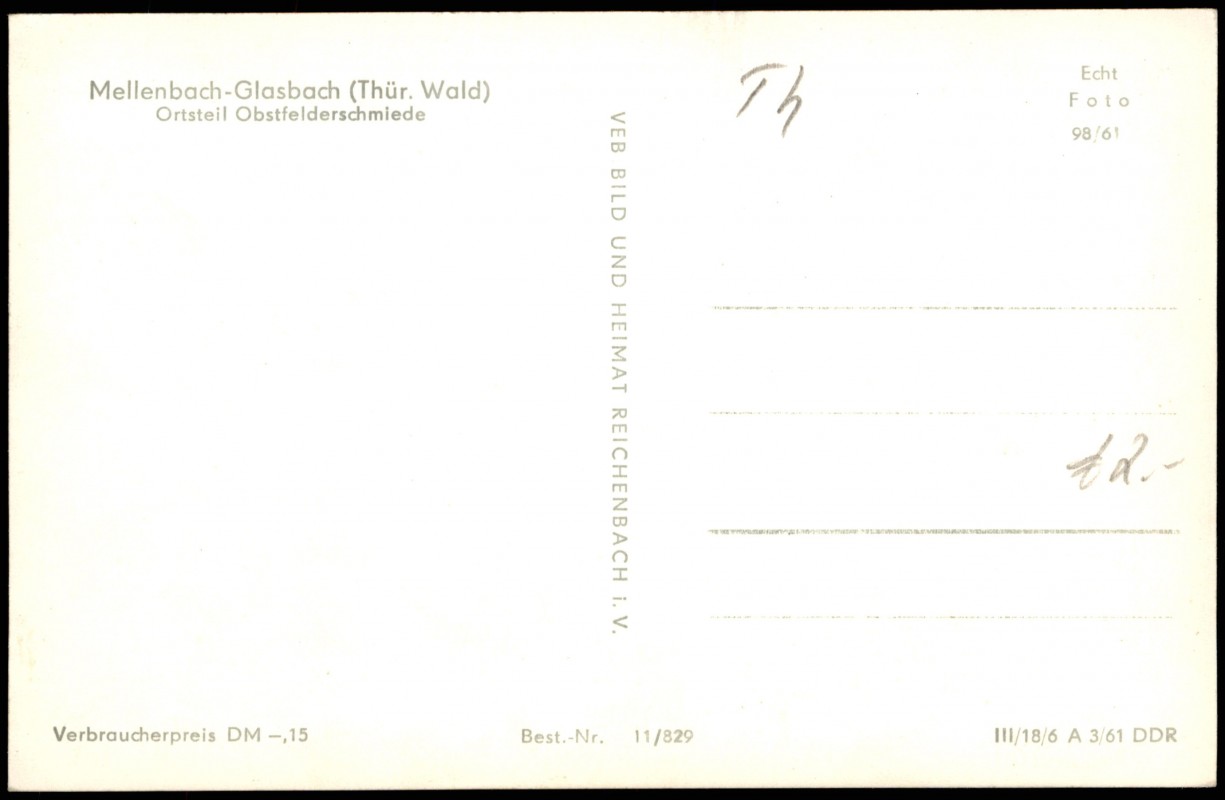 Mellenbach-Glasbach (Thür. Wald)
Ortsteil Obstfelderschmiede
VEB BILD UND HEIMAT REICHENBACH i. V.
Th
Echt
Foto
98/61
Verbraucherpreis DM –,15
Best.-Nr. 11/829
III/18/6 A 3/61 DDR